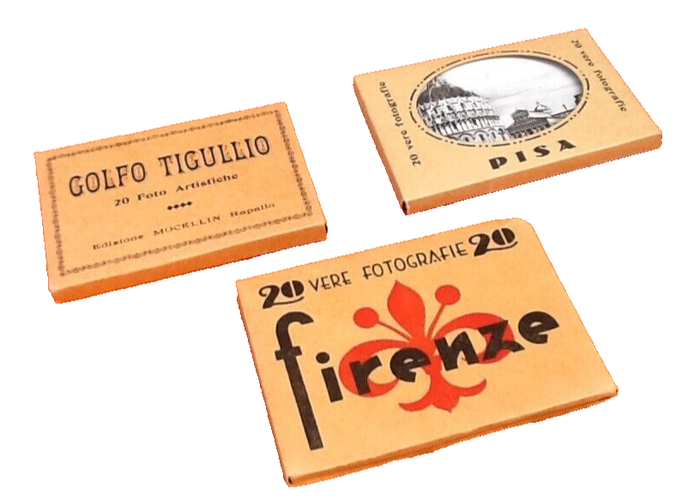 GOLFO TIGULLIO
20 Foto Artistiche
Edizione MOCELLIN Rapallo
20 vere fotografie
20 vere fotografie
PISA
20 VERE FOTOGRAFIE 20
firenze